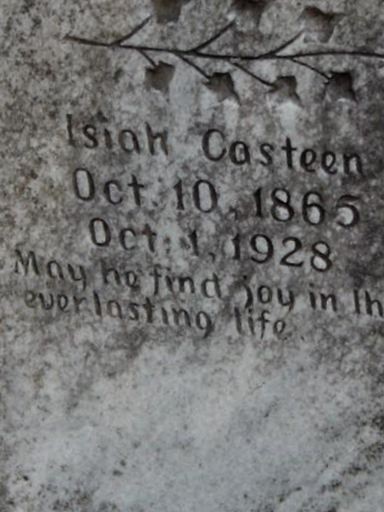 Isiah Casteen
Oct. 10, 1865
Oct. 1, 1928
May he find joy in th
everlasting life